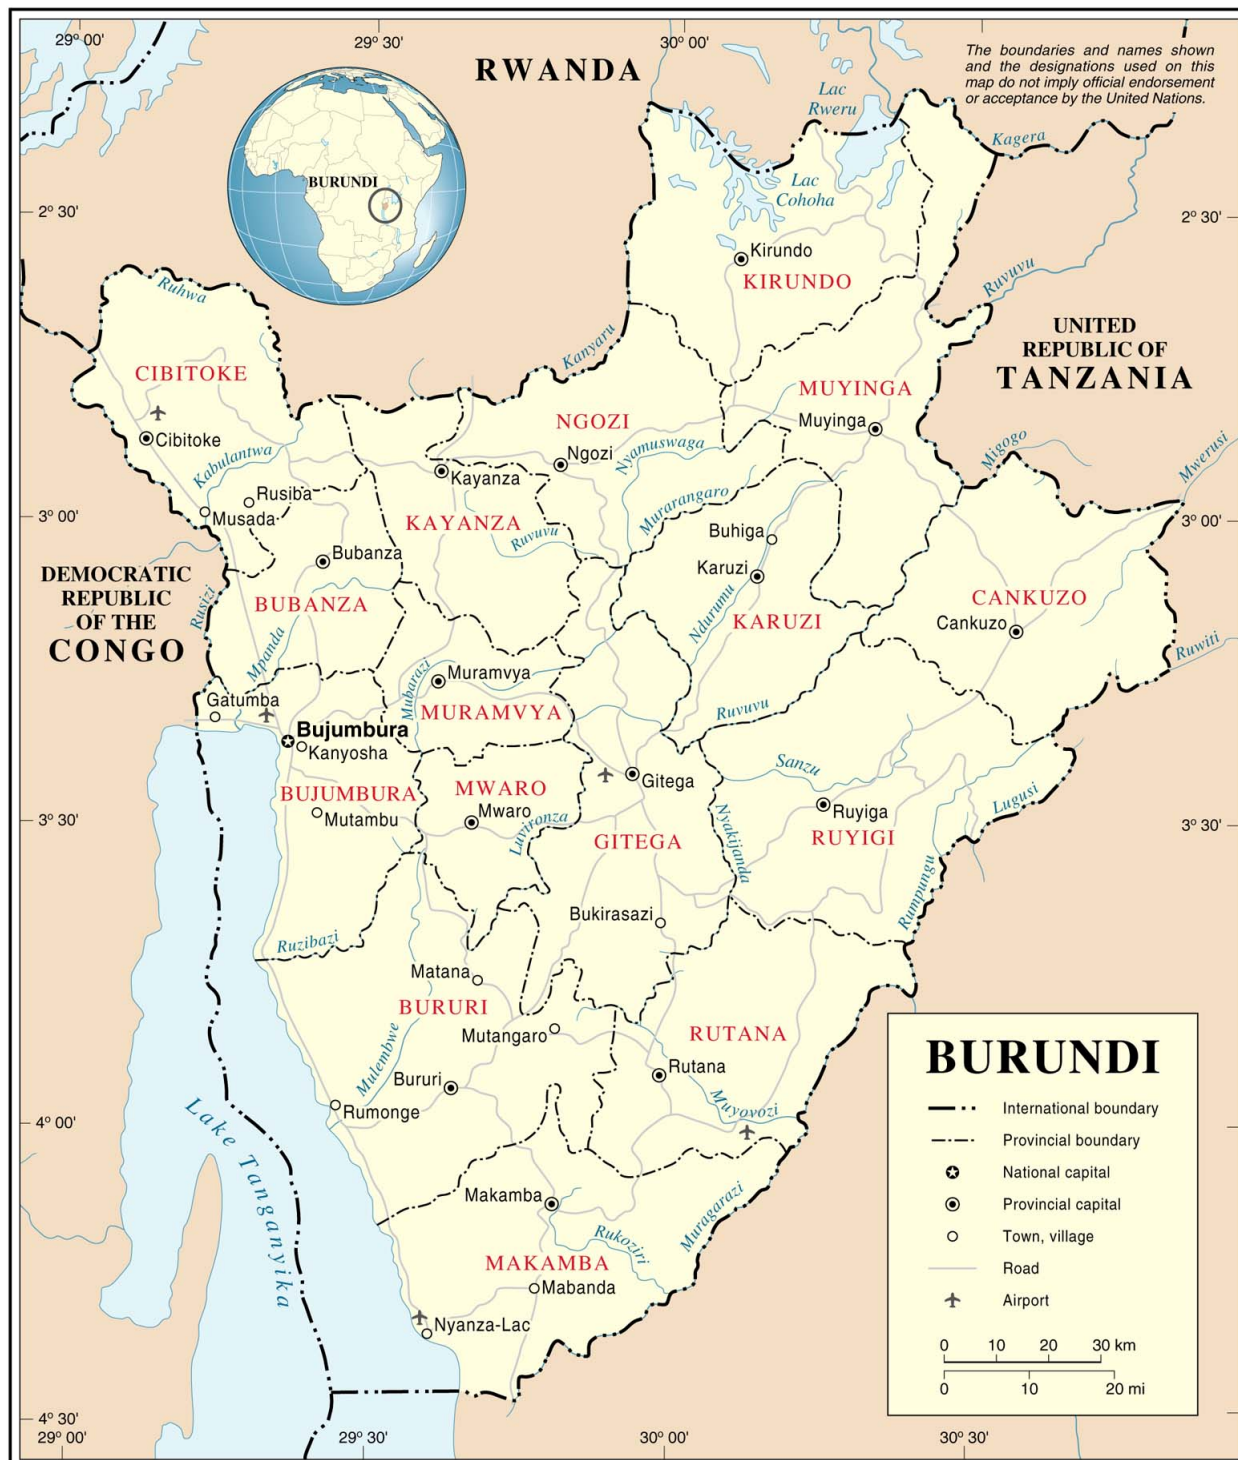 29° 00'
29° 30'
30° 00'
RWANDA
The boundaries and names shown
and the designations used on this
map do not imply official endorsement
or acceptance by the United Nations.
Lac
Rweru
Kagera
BURUNDI
Lac
Cohoha
2° 30'
2° 30'
Kirundo
KIRUNDO
Ruvuvu
Ruhwa
Kanyaru
UNITED
REPUBLIC OF
TANZANIA
CIBITOKE
MUYINGA
NGOZI
Muyinga
Cibitoke
Kabulantwa
Ngozi
Nyamuswaga
Migogo
Mwerusi
Kayanza
Rusiba
Musada
Murarangaro
3° 00'
3° 00'
KAYANZA
Ruvuvu
Buhiga
Bubanza
Karuzi
DEMOCRATIC
REPUBLIC
OF THE
CONGO
Rusizi
BUBANZA
Ndurumu
KARUZI
CANKUZO
Cankuzo
Mpanda
Ruwiti
Mubarazi
Muramvya
Gatumba
MURAMVYA
Ruvuvu
Bujumbura
Kanyosha
Sanzu
Gitega
BUJUMBURA
MWARO
Mwaro
Mutambu
Luvironza
Nyakijanda
Ruyiga
Lugusi
3° 30'
3° 30'
GITEGA
RUYIGI
Rumpungu
Bukirasazi
Ruzibazi
Matana
BURURI
Mutangaro
RUTANA
Mulembwe
Bururi
Rutana
Rumonge
Muyovozi
4° 00'
Lake Tanganyika
Makamba
Muragarazi
Rukoziri
MAKAMBA
Mabanda
Nyanza-Lac
BURUNDI
International boundary
Provincial boundary
National capital
Provincial capital
Town, village
Road
Airport
0 10 20 30 km
0 10 20 mi
4° 30'
29° 00'
29° 30'
30° 00'
30° 30'